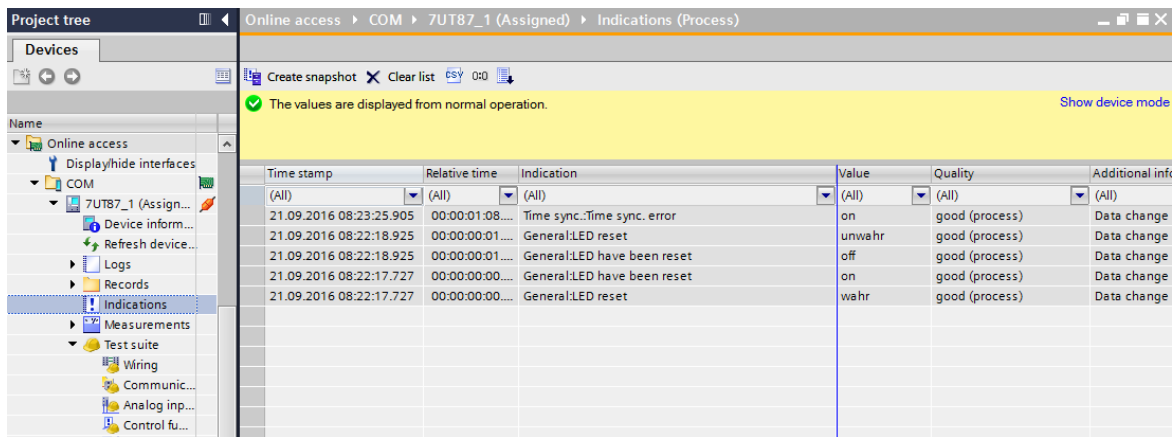 Project tree
Online access ▸ COM ▸ 7UT87_1 (Assigned) ▸ Indications (Process)
Devices
Create snapshot Clear list CSV 0:0
The values are displayed from normal operation. Show device mode
Name
Online access
Display/hide interfaces
COM
7UT87_1 (Assign...
Device inform...
Refresh device...
Logs
Records
Indications
Measurements
Test suite
Wiring
Communic...
Analog inp...
Control fu...
Time stamp Relative time Indication Value Quality Additional info
(All) (All) (All) (All) (All) (All)
21.09.2016 08:23:25.905 00:00:01:08.... Time sync.:Time sync. error on good (process) Data change
21.09.2016 08:22:18.925 00:00:00:01.... General:LED reset unwahr good (process) Data change
21.09.2016 08:22:18.925 00:00:00:01.... General:LED have been reset off good (process) Data change
21.09.2016 08:22:17.727 00:00:00:00.... General:LED have been reset on good (process) Data change
21.09.2016 08:22:17.727 00:00:00:00.... General:LED reset wahr good (process) Data change